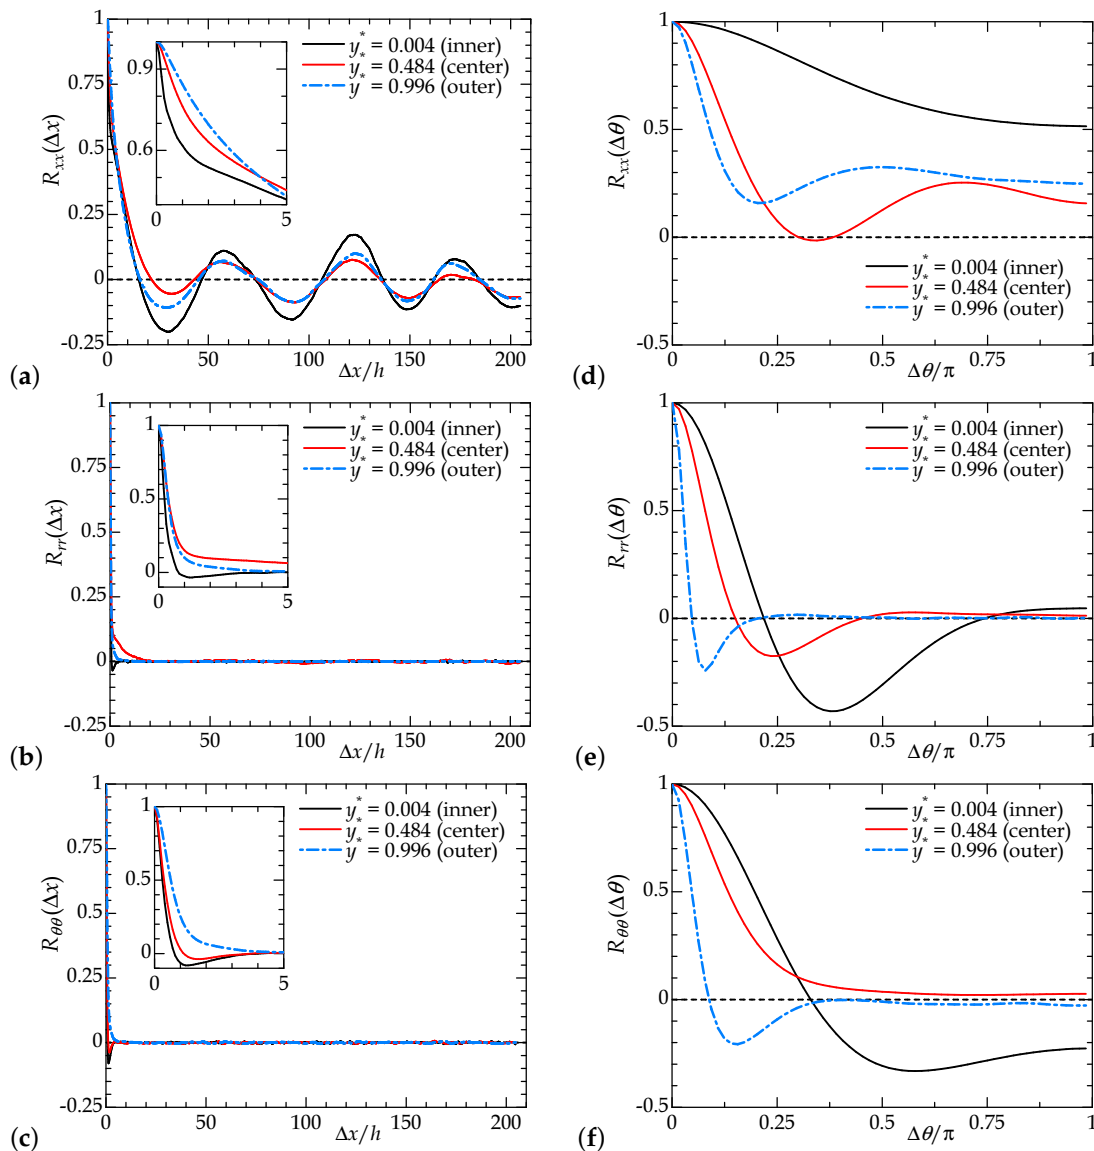 1
0.75
0.5
0.25
0
-0.25
R_xx(Δx)
0.9
0.6
0
5
y* = 0.004 (inner)
y* = 0.484 (center)
y* = 0.996 (outer)
0
50
100
150
200
Δx/h
(a)
1
0.5
0
-0.5
R_xx(Δθ)
y* = 0.004 (inner)
y* = 0.484 (center)
y* = 0.996 (outer)
0
0.25
0.5
0.75
1
Δθ/π
(d)
1
0.75
0.5
0.25
0
-0.25
R_rr(Δx)
1
0.5
0
0
5
y* = 0.004 (inner)
y* = 0.484 (center)
y* = 0.996 (outer)
0
50
100
150
200
Δx/h
(b)
1
0.5
0
-0.5
R_rr(Δθ)
y* = 0.004 (inner)
y* = 0.484 (center)
y* = 0.996 (outer)
0
0.25
0.5
0.75
1
Δθ/π
(e)
1
0.75
0.5
0.25
0
-0.25
R_θθ(Δx)
1
0.5
0
0
5
y* = 0.004 (inner)
y* = 0.484 (center)
y* = 0.996 (outer)
0
50
100
150
200
Δx/h
(c)
1
0.5
0
-0.5
R_θθ(Δθ)
y* = 0.004 (inner)
y* = 0.484 (center)
y* = 0.996 (outer)
0
0.25
0.5
0.75
1
Δθ/π
(f)